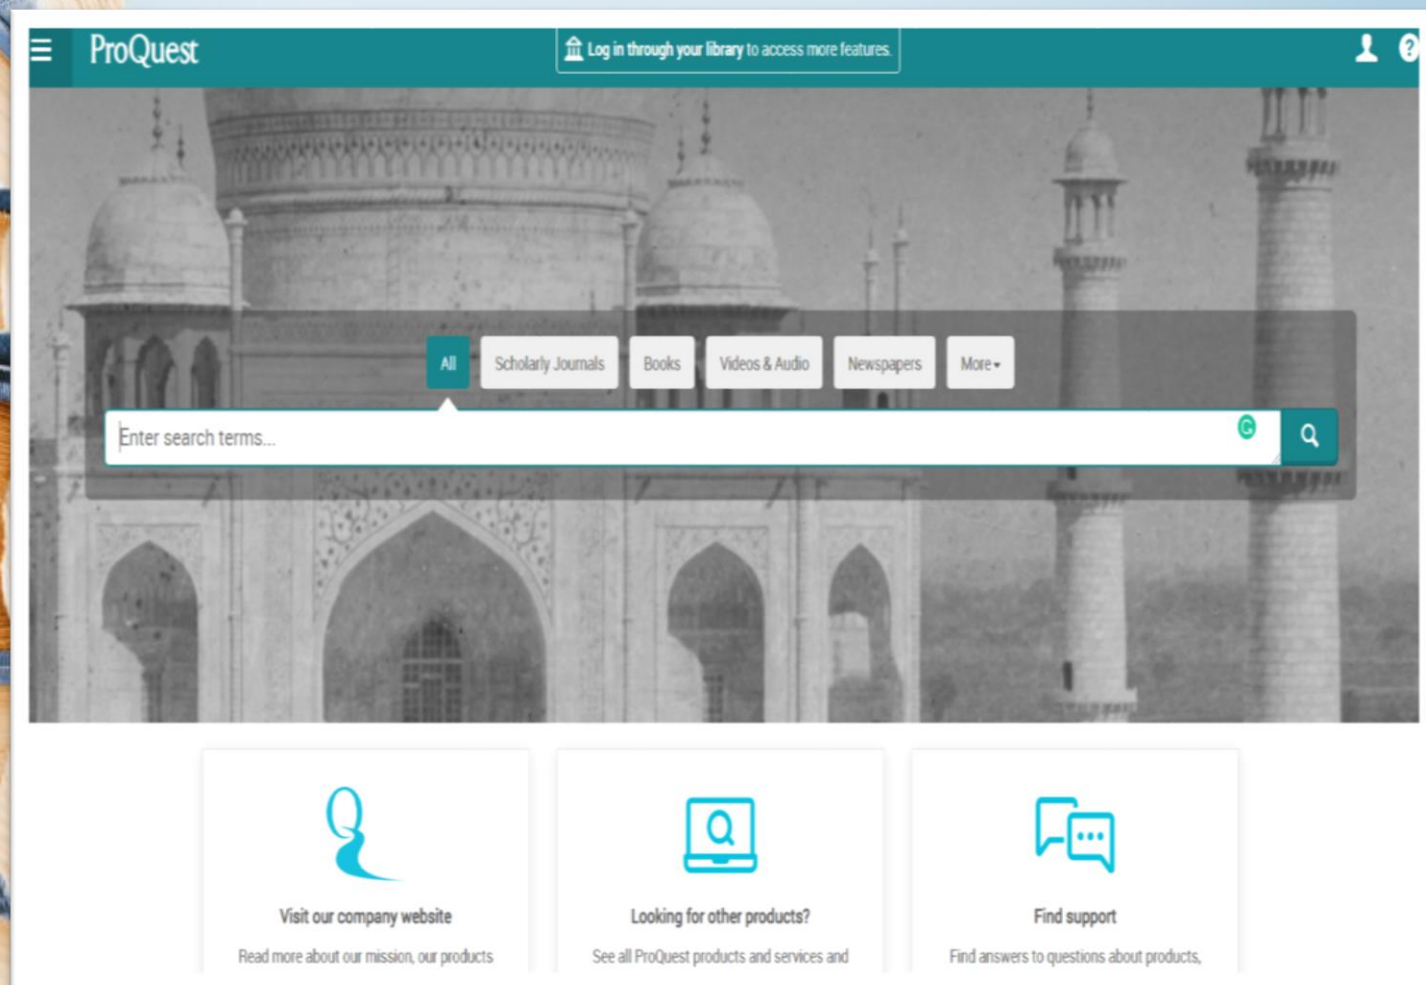 ProQuest
Log in through your library to access more features.
?
All
Scholarly Journals
Books
Videos & Audio
Newspapers
More
Enter search terms...
G
Q
Visit our company website
Read more about our mission, our products
Q
Looking for other products?
See all ProQuest products and services and
Find support
Find answers to questions about products,